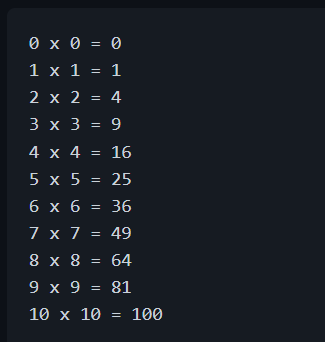 0 x 0 = 0
1 x 1 = 1
2 x 2 = 4
3 x 3 = 9
4 x 4 = 16
5 x 5 = 25
6 x 6 = 36
7 x 7 = 49
8 x 8 = 64
9 x 9 = 81
10 x 10 = 100